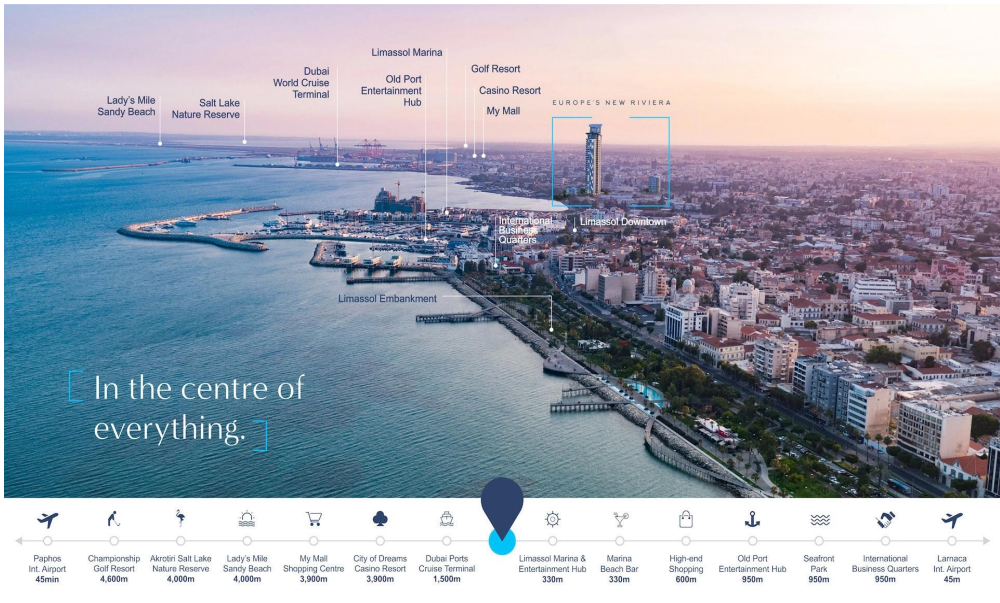 Limassol Marina
Golf Resort
Dubai
World Cruise
Terminal
Old Port
Entertainment
Hub
Casino Resort
My Mall
Lady's Mile
Sandy Beach
Salt Lake
Nature Reserve
EUROPE'S NEW RIVIERA
International
Business
Quarters
Limassol Downtown
Limassol Embankment
In the centre of
everything.
Paphos
Int. Airport
45min
Championship
Golf Resort
4,600m
Akrotiri Salt Lake
Nature Reserve
4,000m
Lady's Mile
Sandy Beach
4,000m
My Mall
Shopping Centre
3,900m
City of Dreams
Casino Resort
3,900m
Dubai Ports
Cruise Terminal
1,500m
Limassol Marina &
Entertainment Hub
330m
Marina
Beach Bar
330m
High-end
Shopping
600m
Old Port
Entertainment Hub
950m
Seafront
Park
950m
International
Business Quarters
950m
Larnaca
Int. Airport
45m